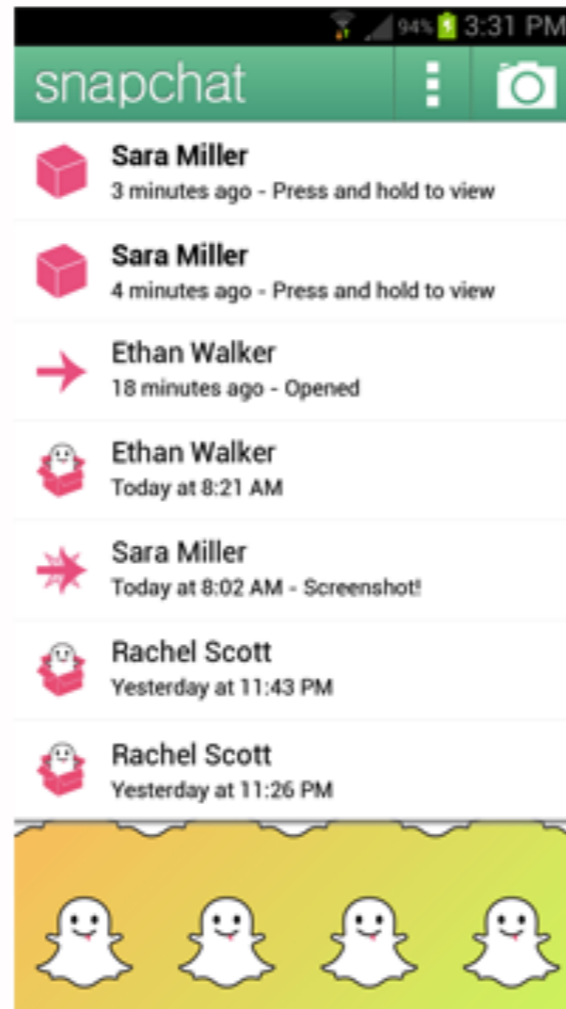 94% 3:31 PM
snapchat
Sara Miller
3 minutes ago - Press and hold to view
Sara Miller
4 minutes ago - Press and hold to view
Ethan Walker
18 minutes ago - Opened
Ethan Walker
Today at 8:21 AM
Sara Miller
Today at 8:02 AM - Screenshot!
Rachel Scott
Yesterday at 11:43 PM
Rachel Scott
Yesterday at 11:26 PM